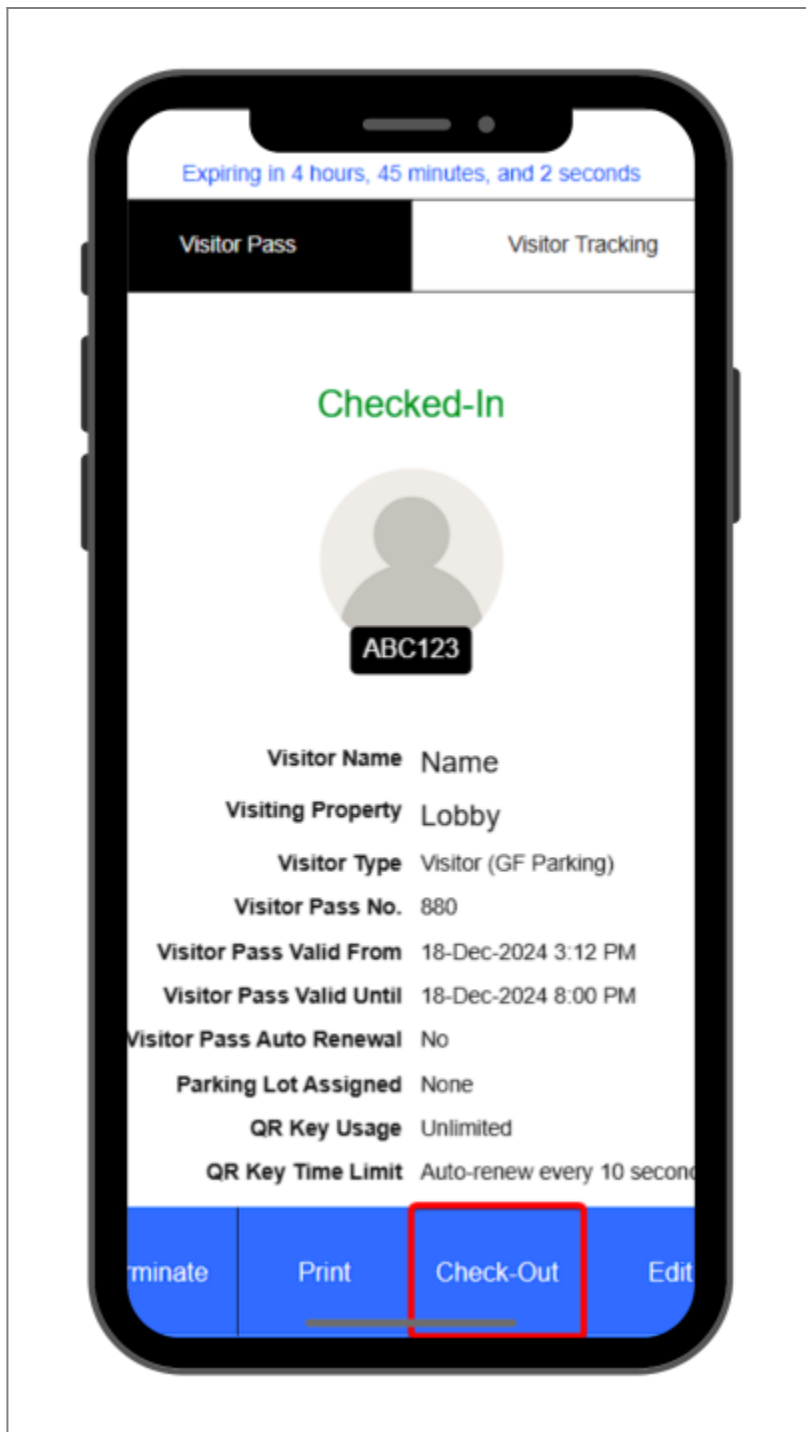 Expiring in 4 hours, 45 minutes, and 2 seconds
Visitor Pass Visitor Tracking
Checked-In
ABC123
Visitor Name Name
Visiting Property Lobby
Visitor Type Visitor (GF Parking)
Visitor Pass No. 880
Visitor Pass Valid From 18-Dec-2024 3:12 PM
Visitor Pass Valid Until 18-Dec-2024 8:00 PM
Visitor Pass Auto Renewal No
Parking Lot Assigned None
QR Key Usage Unlimited
QR Key Time Limit Auto-renew every 10 secon
rminate Print Check-Out Edit